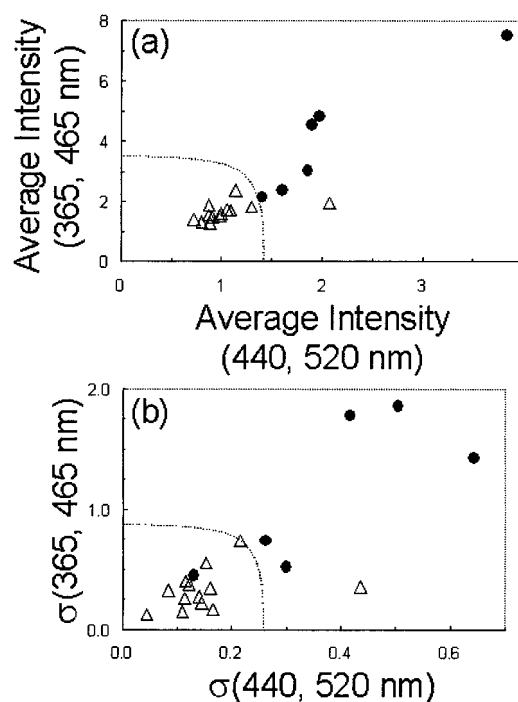 (a)
Average Intensity
(365, 465 nm)
8
6
4
2
0
0
1
2
3
Average Intensity
(440, 520 nm)
(b)
σ(365, 465 nm)
2.0
1.0
0.0
0.0
0.2
0.4
0.6
σ(440, 520 nm)